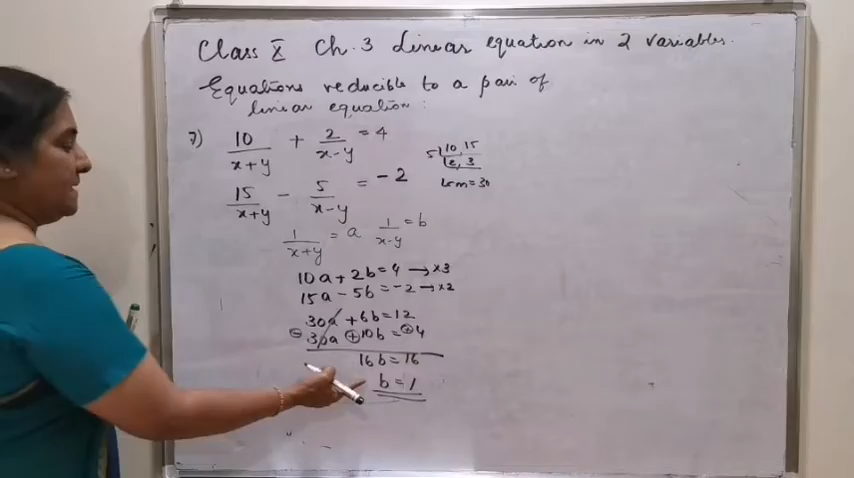 Class X Ch. 3 Linear equation in 2 variables.
Equations reducible to a pair of
linear equation:
7) 10/(x+y) + 2/(x-y) = 4
5 | 10, 15
2, 3
Lcm = 30
15/(x+y) - 5/(x-y) = -2
1/(x+y) = a 1/(x-y) = b
10a + 2b = 4 → ×3
15a - 5b = -2 → ×2
30a + 6b = 12
⊖ 30a ⊕ 10b = ⊕ 4
16b = 16
b = 1